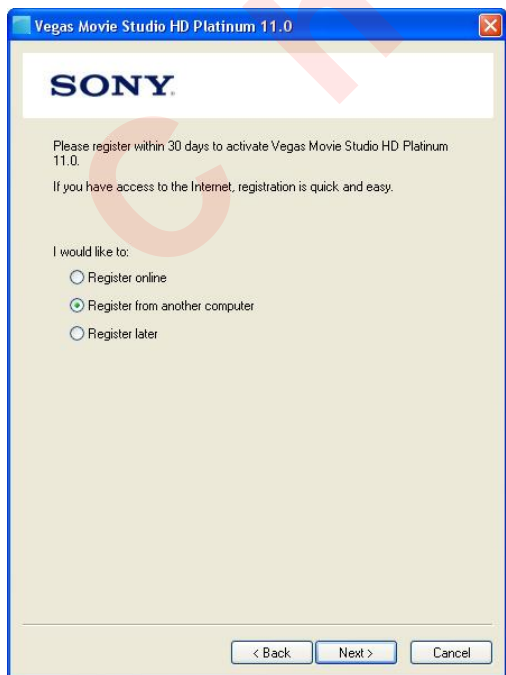 Vegas Movie Studio HD Platinum 11.0
SONY
Please register within 30 days to activate Vegas Movie Studio HD Platinum
11.0.
If you have access to the Internet, registration is quick and easy.
I would like to:
Register online
Register from another computer
Register later
< Back Next > Cancel